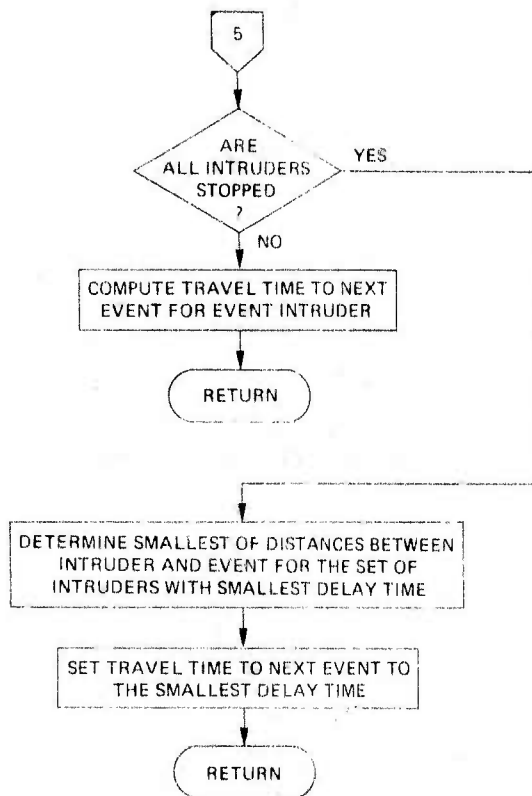 5
ARE
ALL INTRUDERS
STOPPED
?
YES
NO
COMPUTE TRAVEL TIME TO NEXT
EVENT FOR EVENT INTRUDER
RETURN
DETERMINE SMALLEST OF DISTANCES BETWEEN
INTRUDER AND EVENT FOR THE SET OF
INTRUDERS WITH SMALLEST DELAY TIME
SET TRAVEL TIME TO NEXT EVENT TO
THE SMALLEST DELAY TIME
RETURN